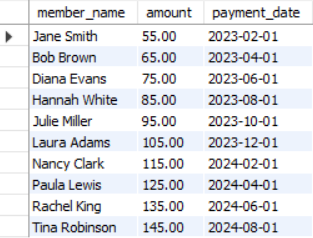 member_name amount payment_date
Jane Smith 55.00 2023-02-01
Bob Brown 65.00 2023-04-01
Diana Evans 75.00 2023-06-01
Hannah White 85.00 2023-08-01
Julie Miller 95.00 2023-10-01
Laura Adams 105.00 2023-12-01
Nancy Clark 115.00 2024-02-01
Paula Lewis 125.00 2024-04-01
Rachel King 135.00 2024-06-01
Tina Robinson 145.00 2024-08-01